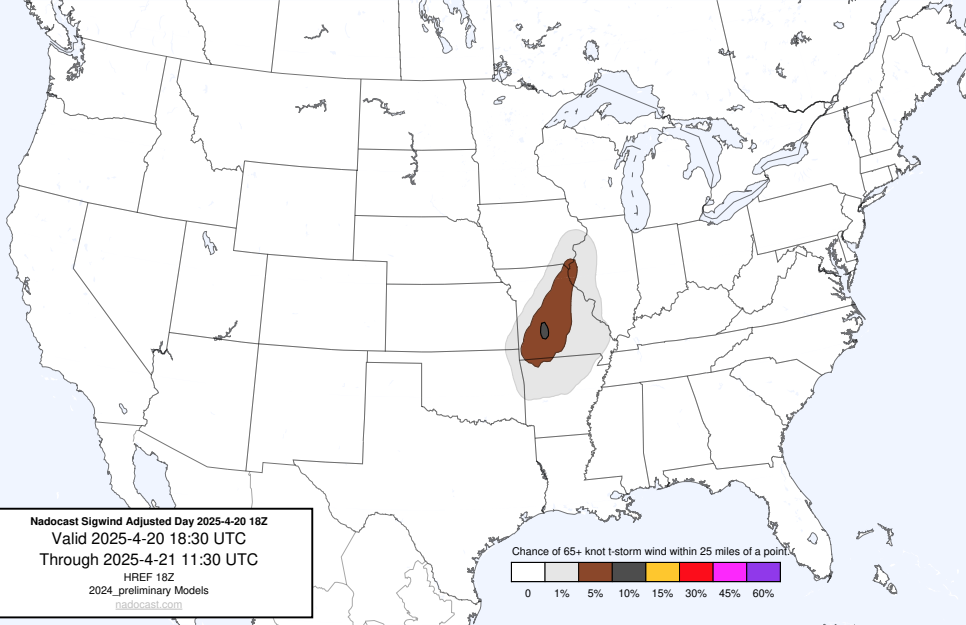 Nadocast Sigwind Adjusted Day 2025-4-20 18Z
Valid 2025-4-20 18:30 UTC
Through 2025-4-21 11:30 UTC
HREF 18Z
2024_preliminary Models
nadocast.com
Chance of 65+ knot t-storm wind within 25 miles of a point.
0 1% 5% 10% 15% 30% 45% 60%